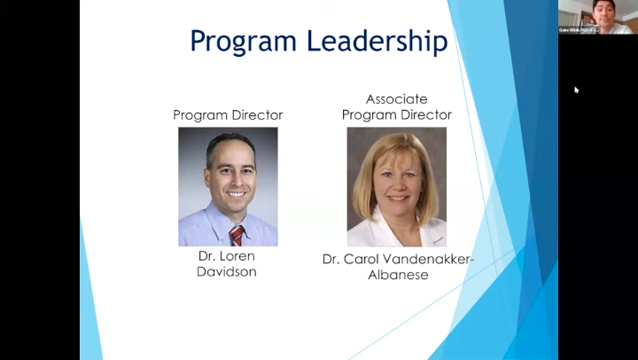 Program Leadership
Program Director
Associate
Program Director
Dr. Loren
Davidson
Dr. Carol Vandenakker-
Albanese